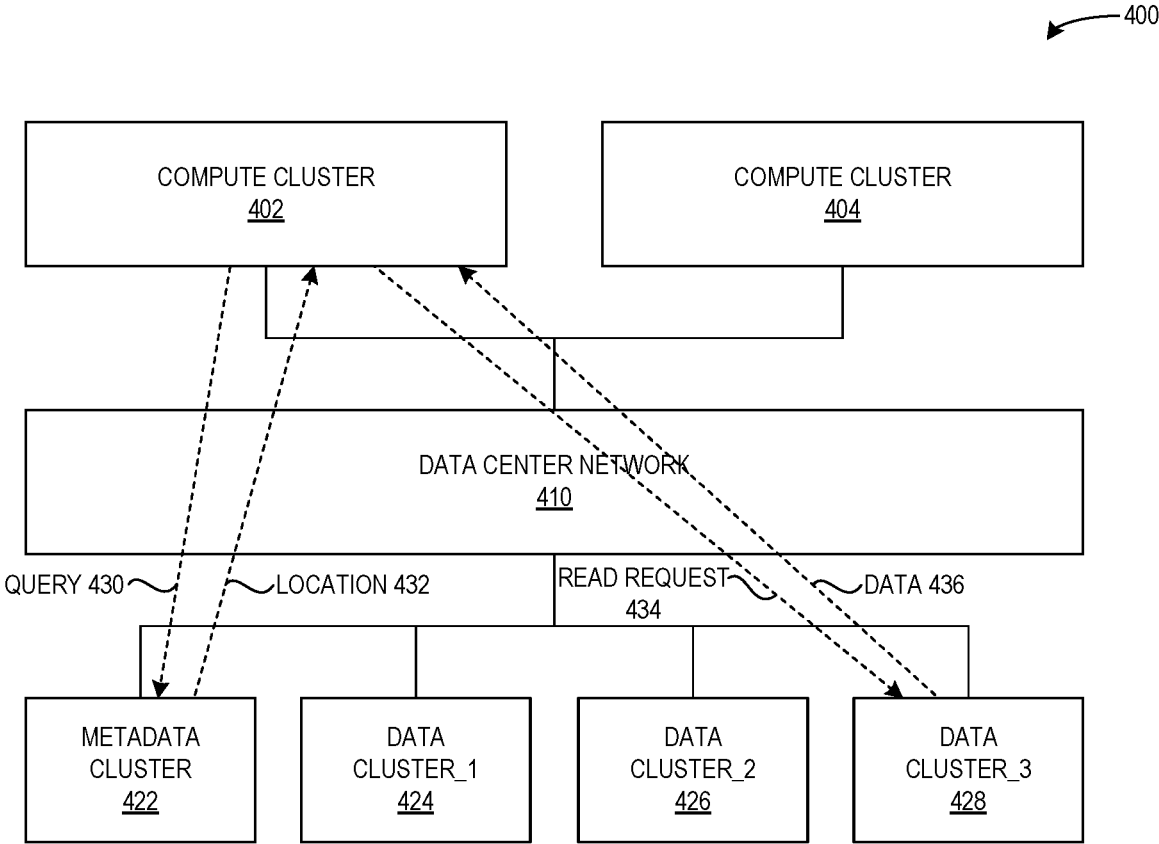 400
COMPUTE CLUSTER
402
COMPUTE CLUSTER
404
DATA CENTER NETWORK
410
QUERY 430
LOCATION 432
READ REQUEST
434
DATA 436
METADATA
CLUSTER
422
DATA
CLUSTER_1
424
DATA
CLUSTER_2
426
DATA
CLUSTER_3
428